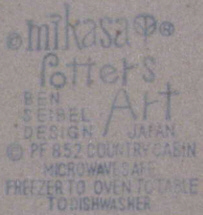 ©mikasa ®
Potters
Art
BEN
SEIBEL
DESIGN JAPAN
© PF 852 COUNTRY CABIN
MICROWAVE SAFE
FREEZER TO OVEN TO TABLE
TO DISHWASHER